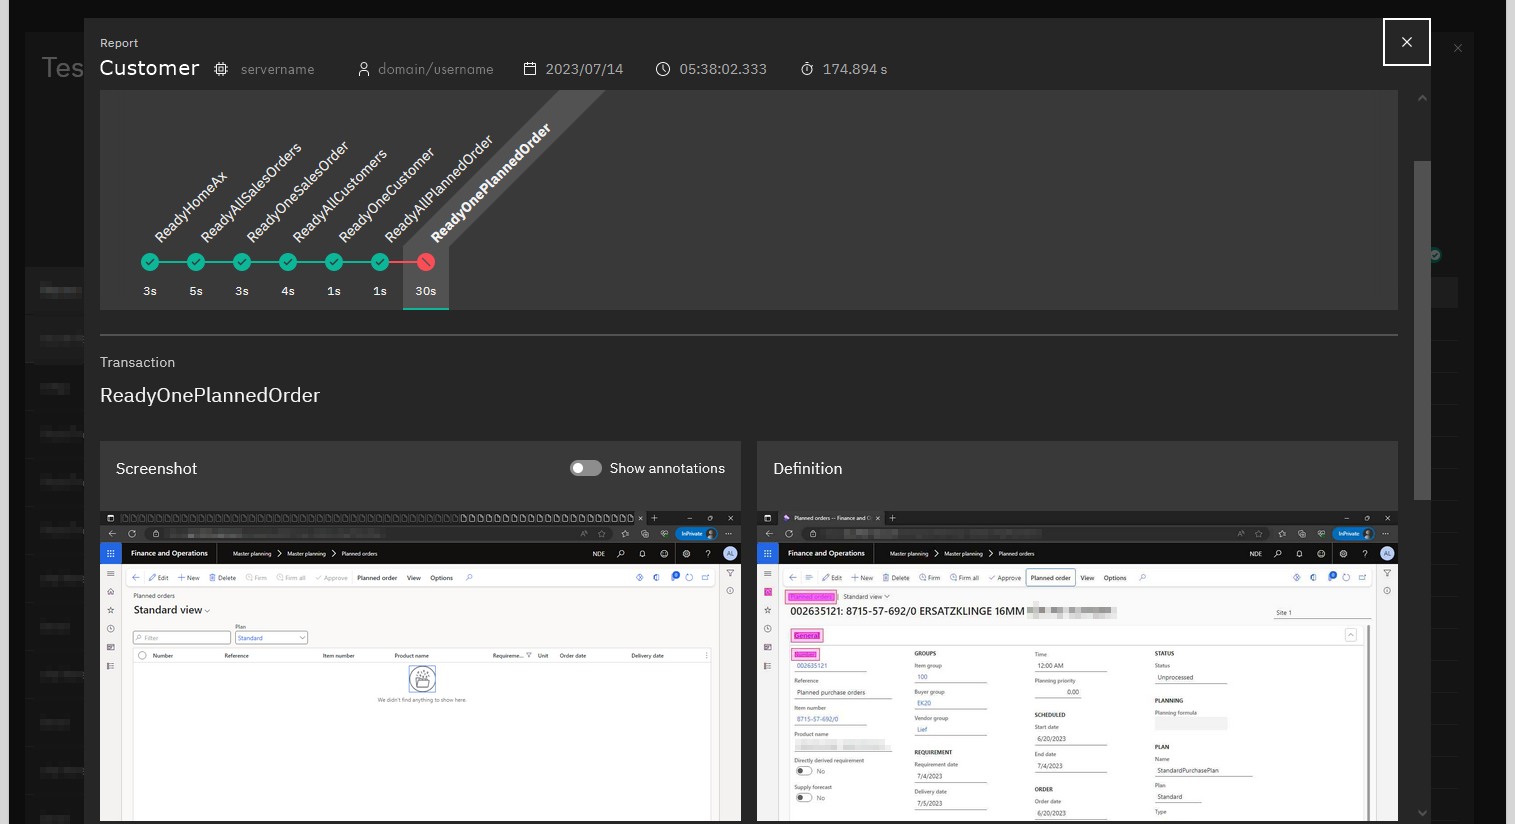 Tes
Report
Customer
servername
domain/username
2023/07/14
05:38:02.333
174.894 s
ReadyHomeAx
ReadyAllSalesOrders
ReadyOneSalesOrder
ReadyAllCustomers
ReadyOneCustomer
ReadyAllPlannedOrder
ReadyOnePlannedOrder
3s 5s 3s 4s 1s 1s 30s
Transaction
ReadyOnePlannedOrder
Screenshot
Show annotations
InPrivate
Finance and Operations
Master planning > Master planning > Planned orders
NDE
AL
Edit + New Delete Firm Firm all Approve Planned order View Options
Planned orders
Standard view
Plan
Filter
Standard
Number Reference Item number Product name Requireme... Unit Order date Delivery date
We didn't find anything to show here.
Definition
Planned orders -- Finance and O
InPrivate
Finance and Operations
Master planning > Master planning > Planned orders
NDE
AL
Edit + New Delete Firm Firm all Approve Planned order View Options
Planned orders | Standard view
002635121: 8715-57-692/0 ERSATZKLINGE 16MM
Site 1
General
Number
002635121
Reference
Planned purchase orders
Item number
8715-57-692/0
Product name
Directly derived requirement
No
Supply forecast
No
GROUPS
Item group
100
Buyer group
EK20
Vendor group
Lief
REQUIREMENT
Requirement date
7/4/2023
Delivery date
7/5/2023
Time
12:00 AM
Planning priority
0.00
SCHEDULED
Start date
6/20/2023
End date
7/4/2023
ORDER
Order date
6/20/2023
STATUS
Status
Unprocessed
PLANNING
Planning formula
PLAN
Name
StandardPurchasePlan
Plan
Standard
Type